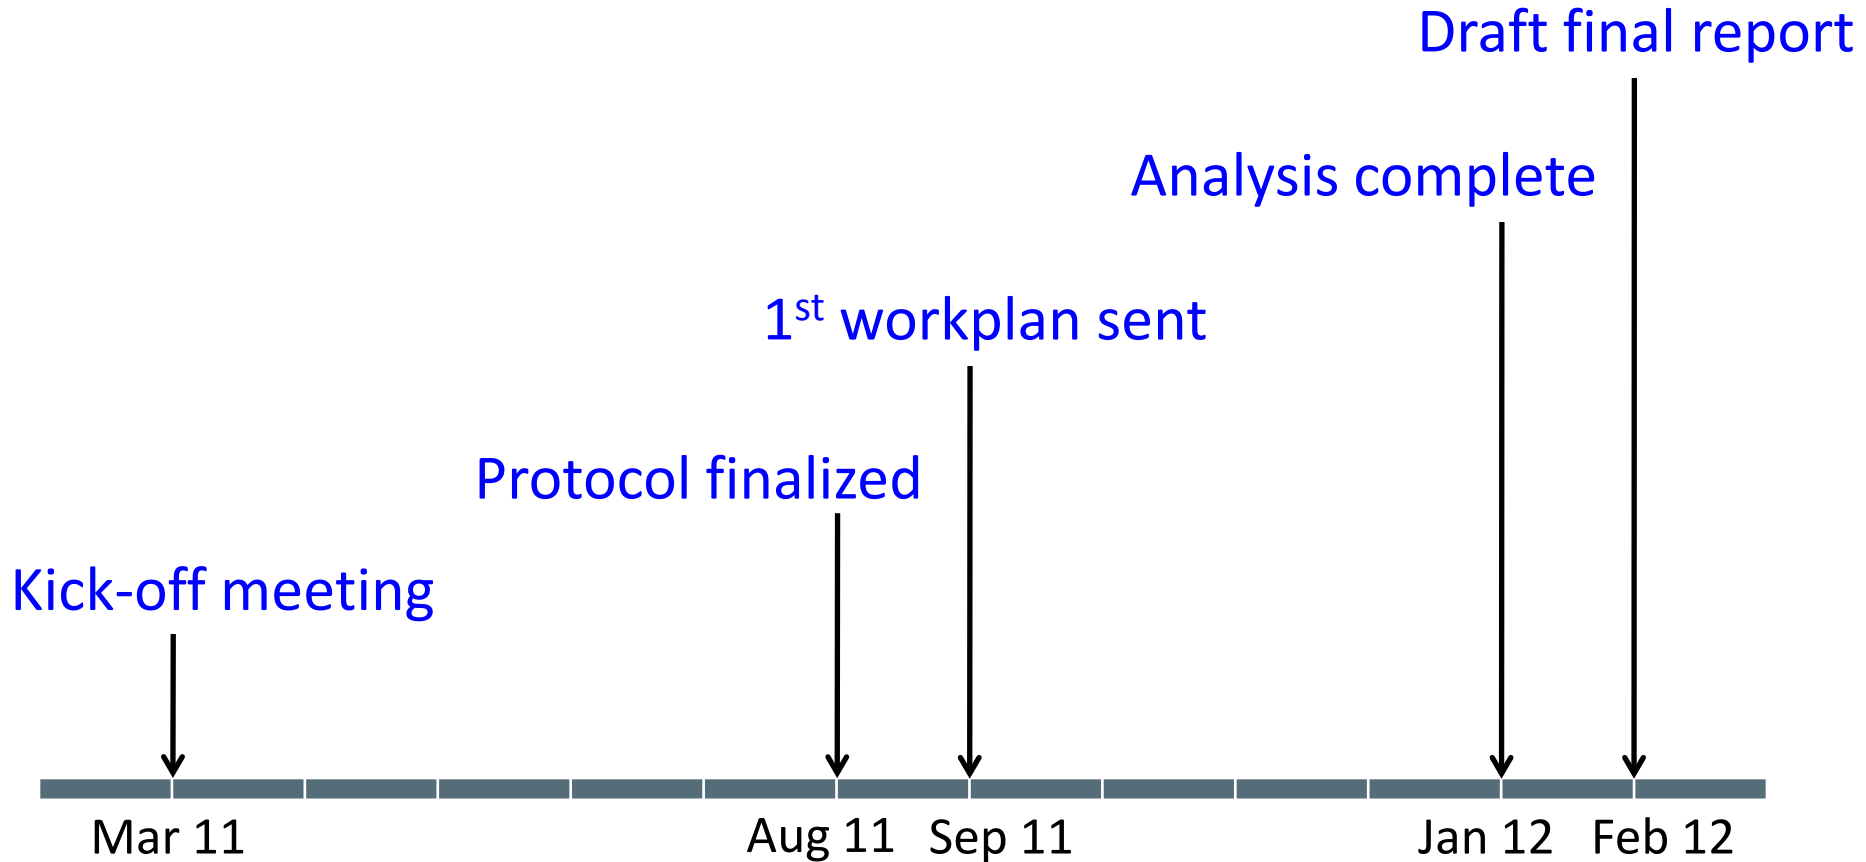 Draft final report
Analysis complete
1st workplan sent
Protocol finalized
Kick-off meeting
Mar 11 Aug 11 Sep 11 Jan 12 Feb 12